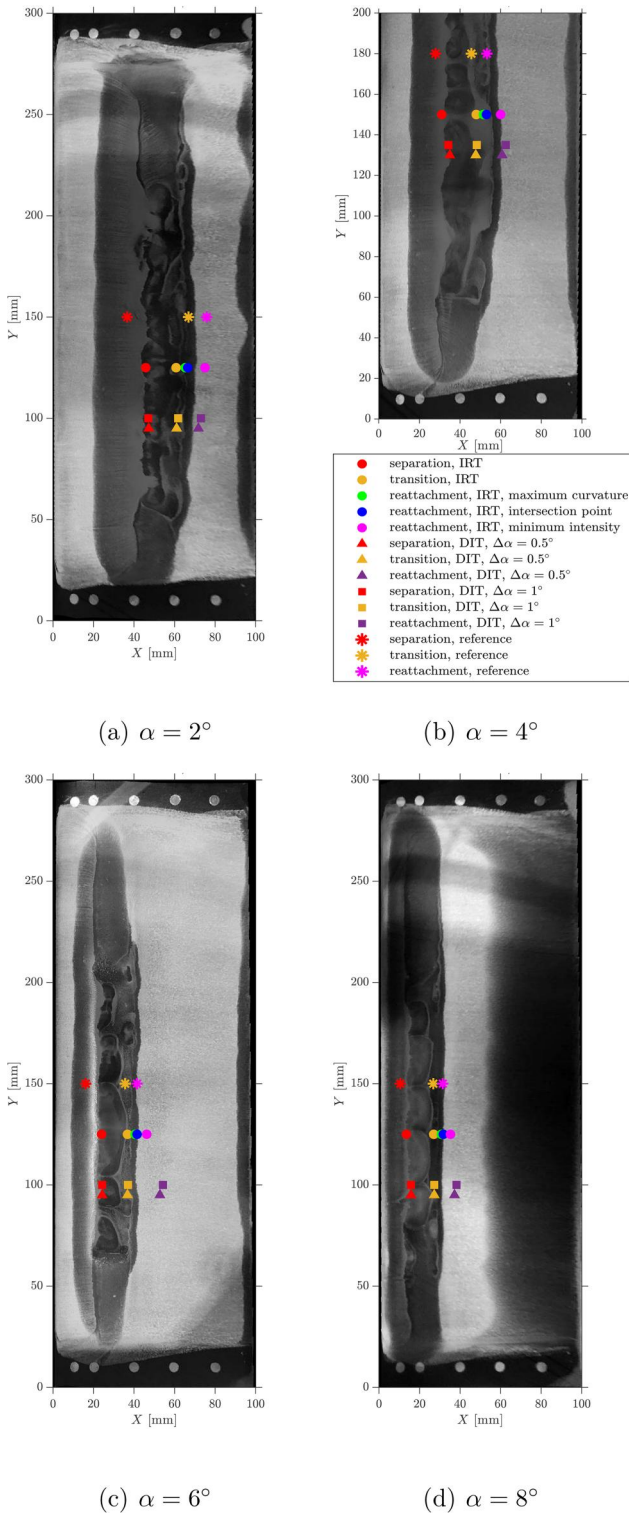 300
250
200
150
100
50
0
Y [mm]
0 20 40 60 80 100
X [mm]
200
180
160
140
120
100
80
60
40
20
0
Y [mm]
0 20 40 60 80 100
X [mm]
separation, IRT
transition, IRT
reattachment, IRT, maximum curvature
reattachment, IRT, intersection point
reattachment, IRT, minimum intensity
separation, DIT, Δα = 0.5°
transition, DIT, Δα = 0.5°
reattachment, DIT, Δα = 0.5°
separation, DIT, Δα = 1°
transition, DIT, Δα = 1°
reattachment, DIT, Δα = 1°
separation, reference
transition, reference
reattachment, reference
(a) α = 2°
(b) α = 4°
300
250
200
150
100
50
0
Y [mm]
0 20 40 60 80 100
X [mm]
300
250
200
150
100
50
0
Y [mm]
0 20 40 60 80 100
X [mm]
(c) α = 6°
(d) α = 8°